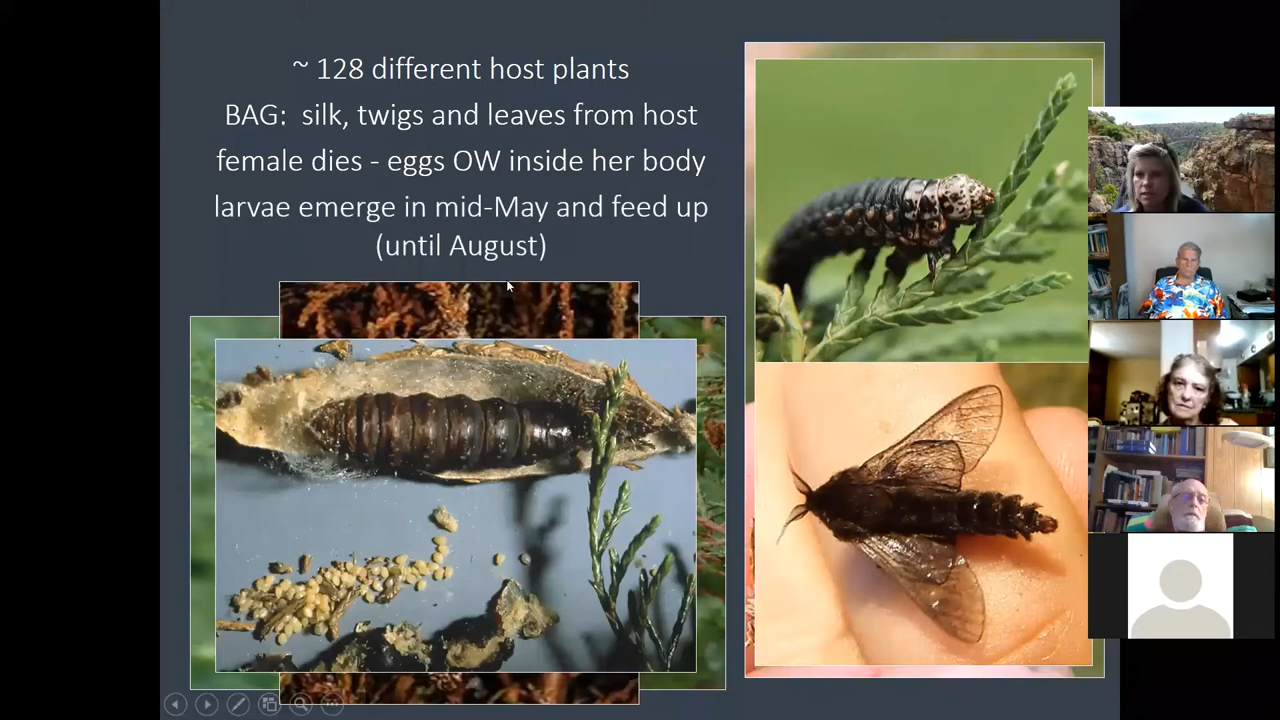 ~ 128 different host plants
BAG:  silk, twigs and leaves from host
female dies - eggs OW inside her body
larvae emerge in mid-May and feed up
(until August)